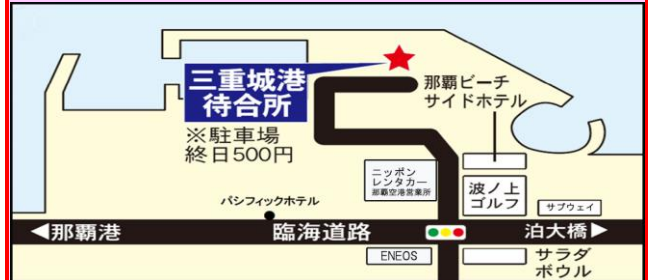 三重城港
待合所
※駐車場
終日500円
那覇ビーチ
サイドホテル
ニッポン
レンタカー
那覇空港営業所
波ノ上
ゴルフ
サブウェイ
パシフィックホテル
◀那覇港
臨海道路
泊大橋▶
ENEOS
サラダ
ボウル